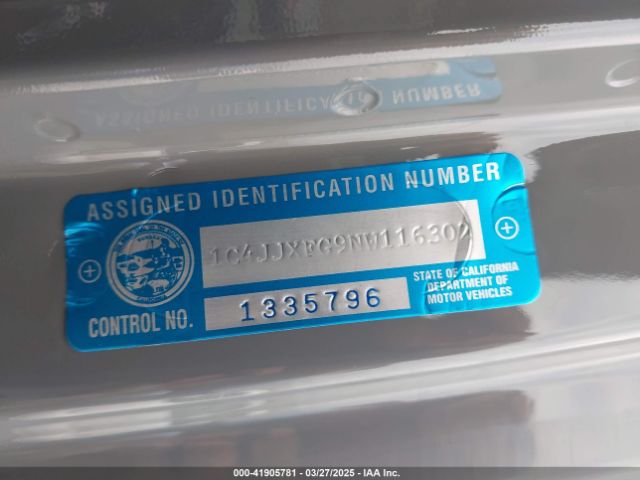 ASSIGNED IDENTIFICATION NUMBER
1C4JJXFG9NW116302
STATE OF CALIFORNIA
DEPARTMENT OF
MOTOR VEHICLES
CONTROL NO. 1335796
000-41905781 - 03/27/2025 - IAA Inc.